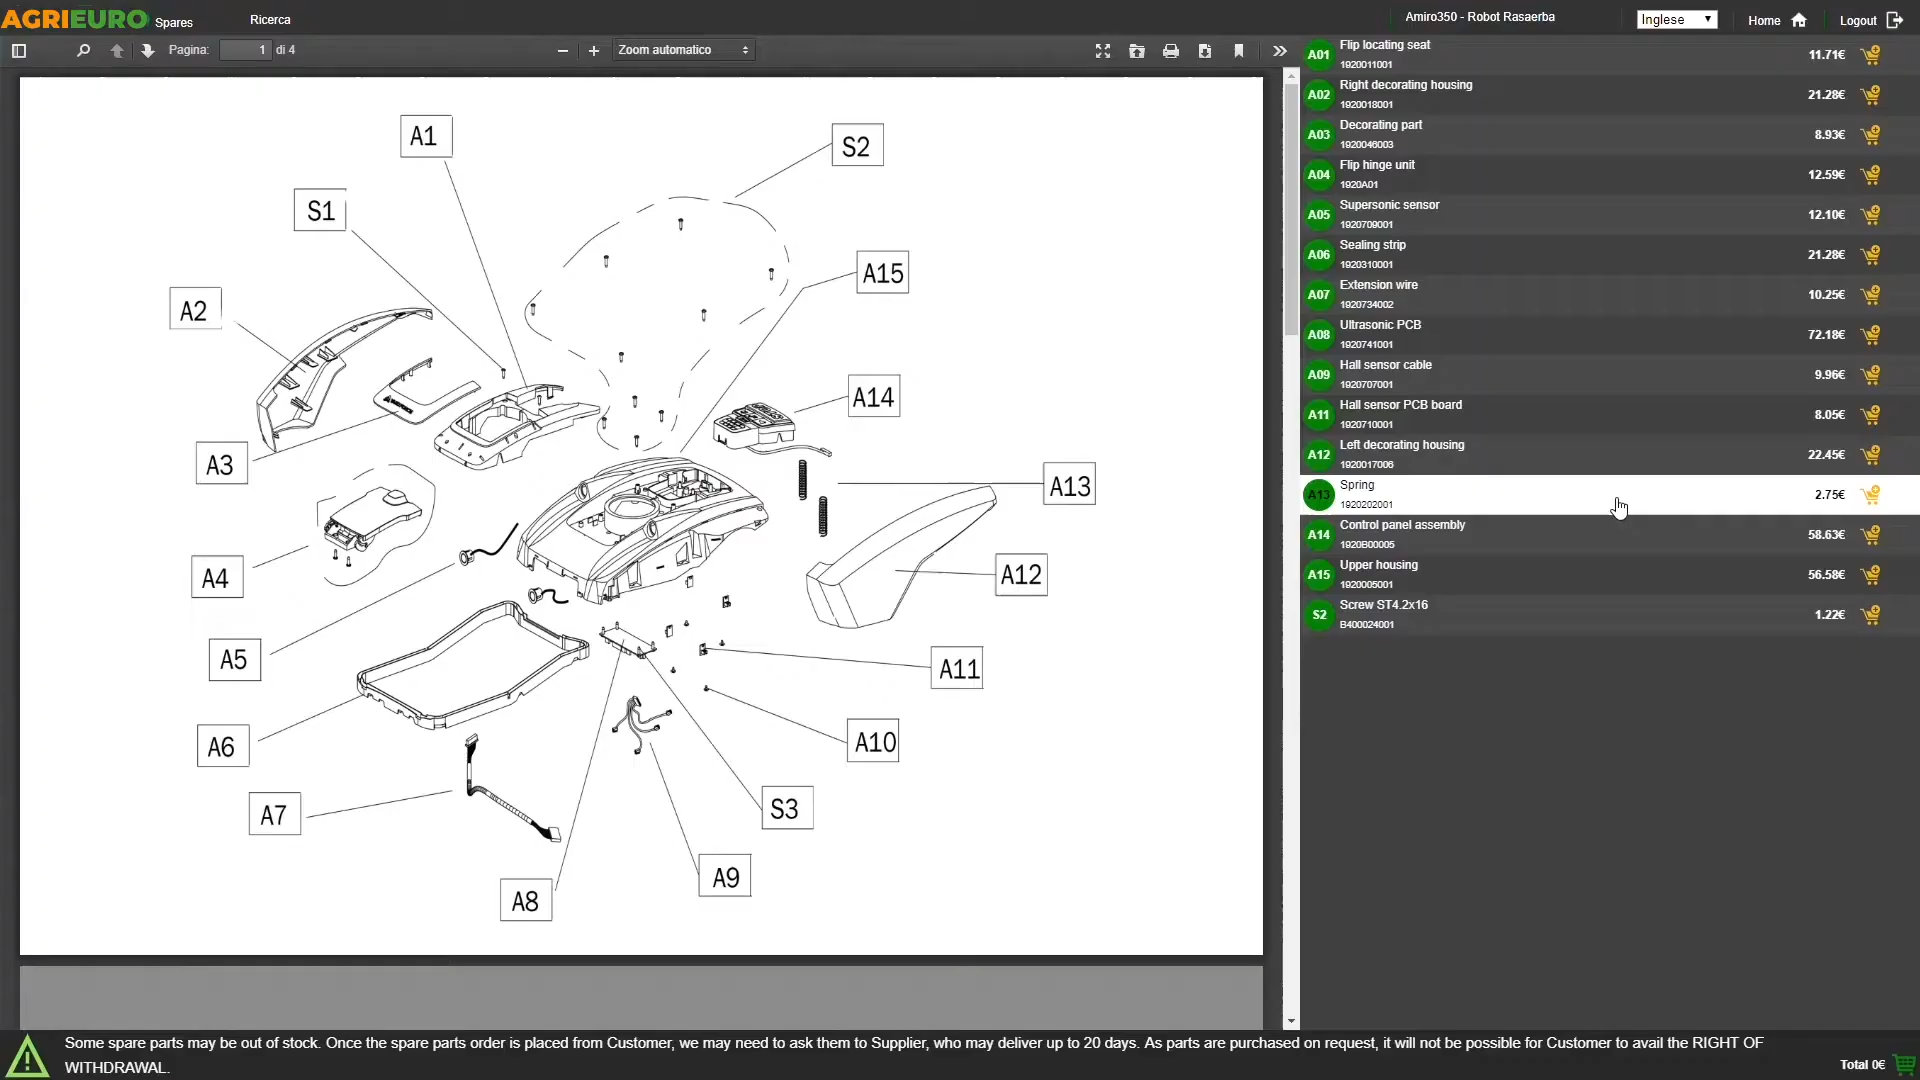 AGRIEURO Spares
Ricerca
Amiro350 - Robot Rasaerba
Inglese
Home
Logout
Pagina: 1 di 4
Zoom automatico
A1
S2
S1
A15
A2
A14
A3
A13
A4
A12
A5
A11
A6
A10
A7
S3
A9
A8
A01 Flip locating seat 11.71€
1920011001
A02 Right decorating housing 21.28€
1920018001
A03 Decorating part 8.93€
1920046003
A04 Flip hinge unit 12.59€
1920A01
A05 Supersonic sensor 12.10€
1920709001
A06 Sealing strip 21.28€
1920310001
A07 Extension wire 10.25€
1920734002
A08 Ultrasonic PCB 72.18€
1920741001
A09 Hall sensor cable 9.96€
1920707001
A11 Hall sensor PCB board 8.05€
1920710001
A12 Left decorating housing 22.45€
1920017006
A13 Spring 2.75€
1920202001
A14 Control panel assembly 58.63€
1920B00005
A15 Upper housing 56.58€
1920005001
S2 Screw ST4.2x16 1.22€
B400024001
Some spare parts may be out of stock. Once the spare parts order is placed from Customer, we may need to ask them to Supplier, who may deliver up to 20 days. As parts are purchased on request, it will not be possible for Customer to avail the RIGHT OF
WITHDRAWAL.
Total 0€